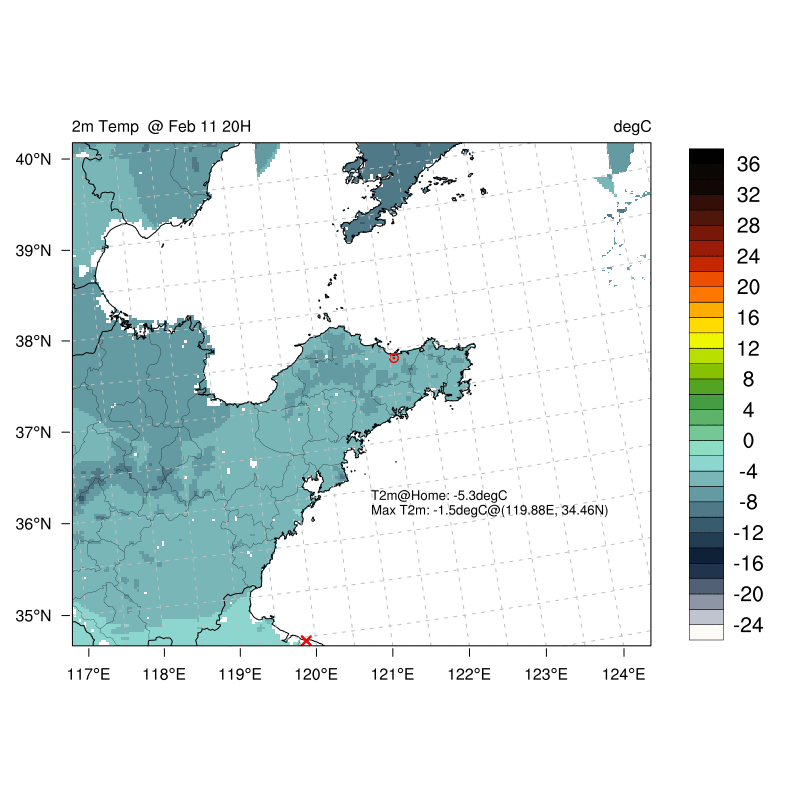 2m Temp @ Feb 11 20H
degC
40°N
39°N
38°N
37°N
36°N
35°N
117°E
118°E
119°E
120°E
121°E
122°E
123°E
124°E
T2m@Home: -5.3degC
Max T2m: -1.5degC@(119.88E, 34.46N)
36
32
28
24
20
16
12
8
4
0
-4
-8
-12
-16
-20
-24